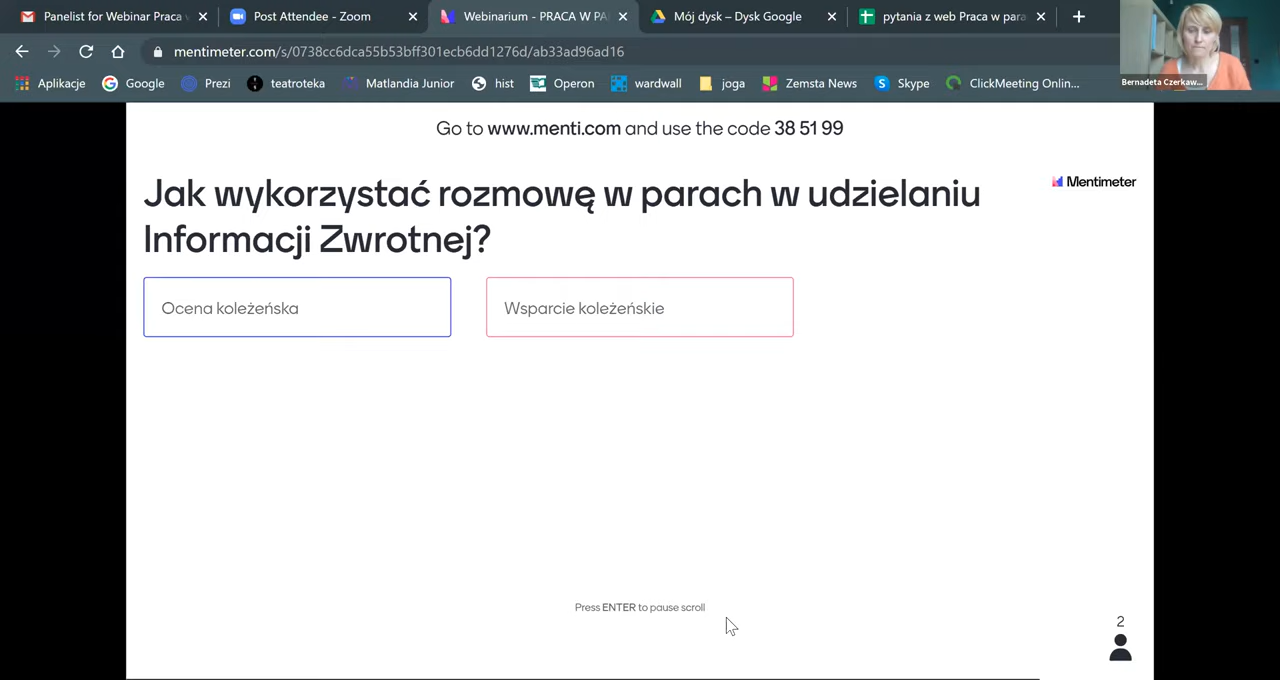 Panelist for Webinar Praca
Post Attendee - Zoom
Webinarium - PRACA W PA
Mój dysk – Dysk Google
pytania z web Praca w para
mentimeter.com/s/0738cc6dca55b53bff301ecb6dd1276d/ab33ad96ad16
Aplikacje
Google
Prezi
teatroteka
Matlandia Junior
hist
Operon
wardwall
joga
Zemsta News
Skype
ClickMeeting Onlin...
Bernadeta Czerkaw...
Go to www.menti.com and use the code 38 51 99
Jak wykorzystać rozmowę w parach w udzielaniu
Informacji Zwrotnej?
Mentimeter
Ocena koleżeńska
Wsparcie koleżeńskie
Press ENTER to pause scroll
2